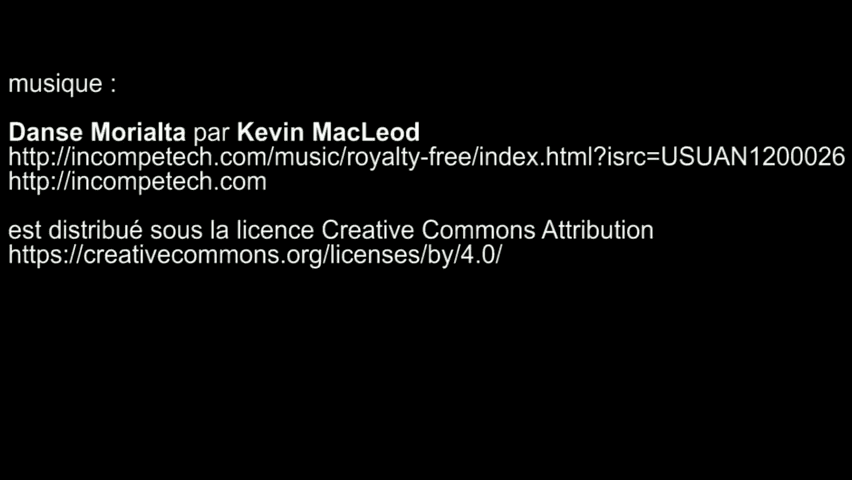 musique :
Danse Morialta par Kevin MacLeod
http://incompetech.com/music/royalty-free/index.html?isrc=USUAN1200026
http://incompetech.com
est distribué sous la licence Creative Commons Attribution
https://creativecommons.org/licenses/by/4.0/